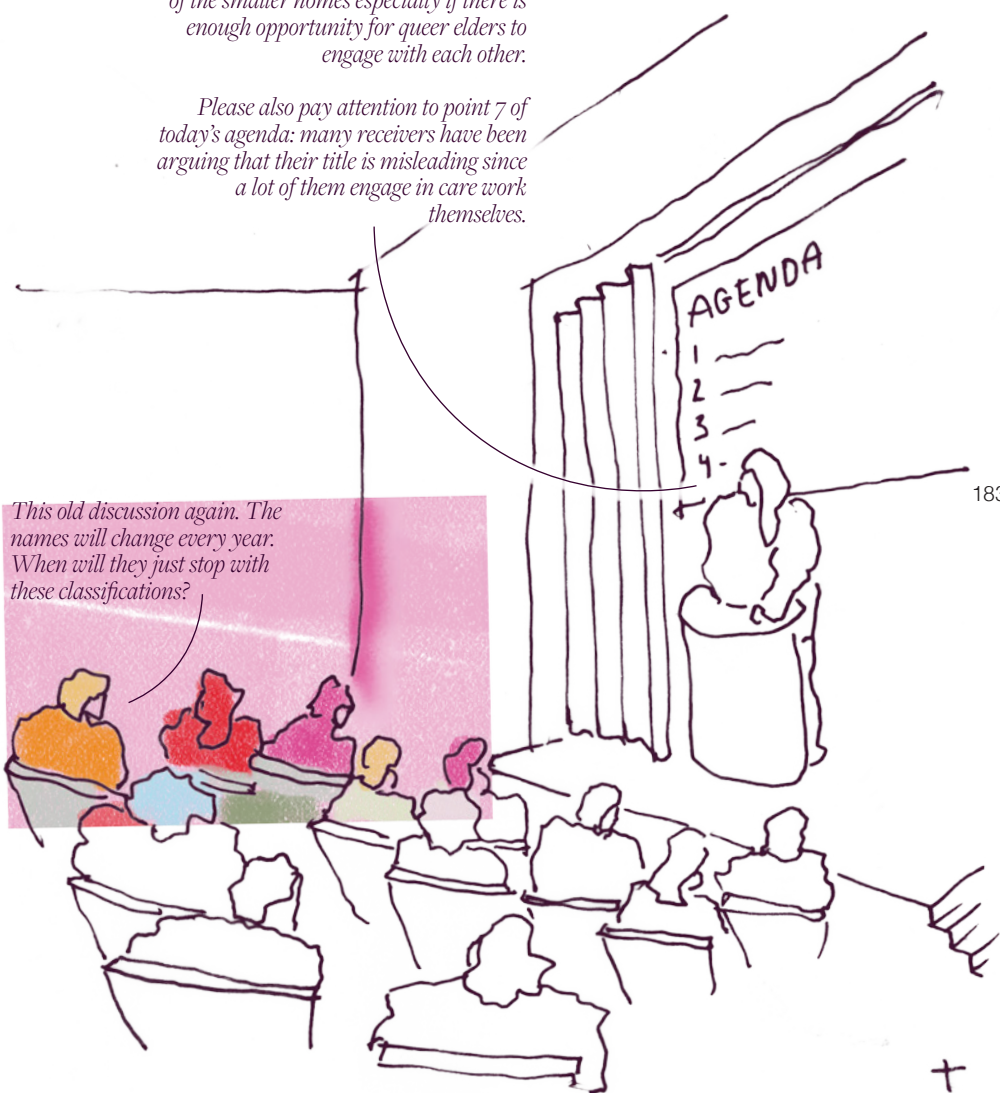 of the smaller homes especially if there is
enough opportunity for queer elders to
engage with each other.
Please also pay attention to point 7 of
today’s agenda: many receivers have been
arguing that their title is misleading since
a lot of them engage in care work
themselves.
AGENDA
1
2
3
4
183
This old discussion again. The
names will change every year.
When will they just stop with
these classifications?